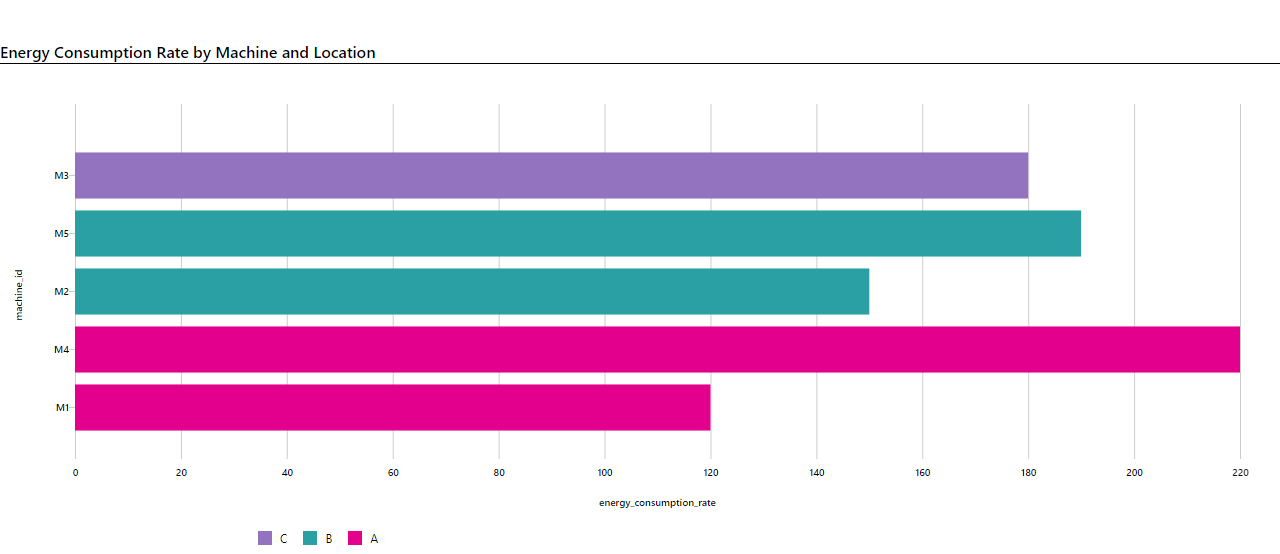 Energy Consumption Rate by Machine and Location
M3
M5
machine_id
M2
M4
M1
0 20 40 60 80 100 120 140 160 180 200 220
energy_consumption_rate
C B A